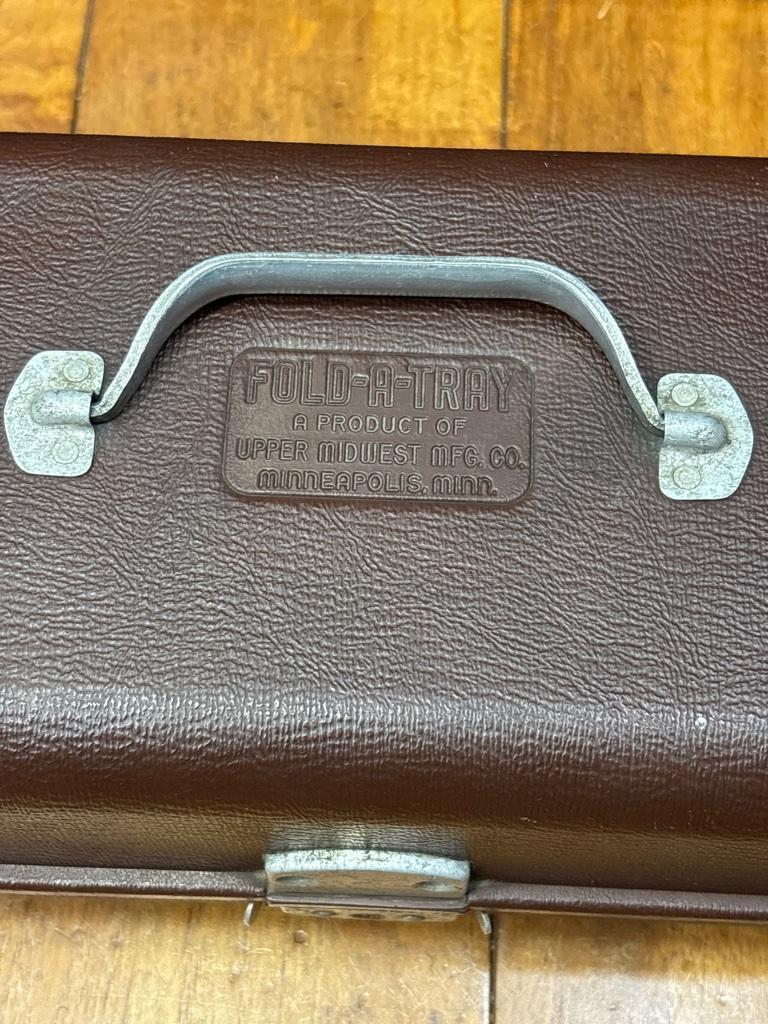 FOLD-A-TRAY
A PRODUCT OF
UPPER MIDWEST MFG. CO.
MINNEAPOLIS, MINN.